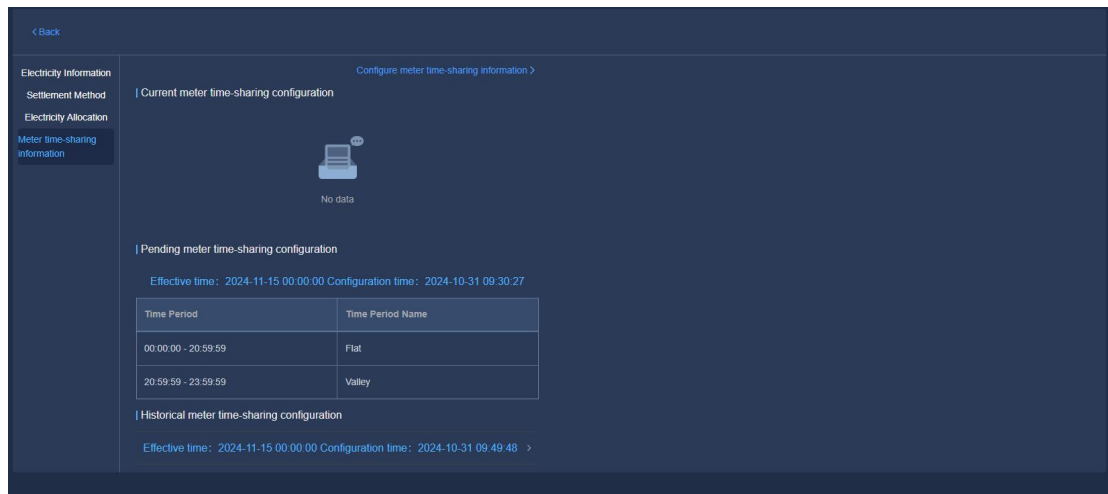 <Back
Electricity Information
Settlement Method
Electricity Allocation
Meter time-sharing
information
Configure meter time-sharing information >
Current meter time-sharing configuration
No data
Pending meter time-sharing configuration
Effective time：2024-11-15 00:00:00 Configuration time：2024-10-31 09:30:27
Time Period Time Period Name
00:00:00 - 20:59:59 Flat
20:59:59 - 23:59:59 Valley
Historical meter time-sharing configuration
Effective time：2024-11-15 00:00:00 Configuration time：2024-10-31 09:49:48 >